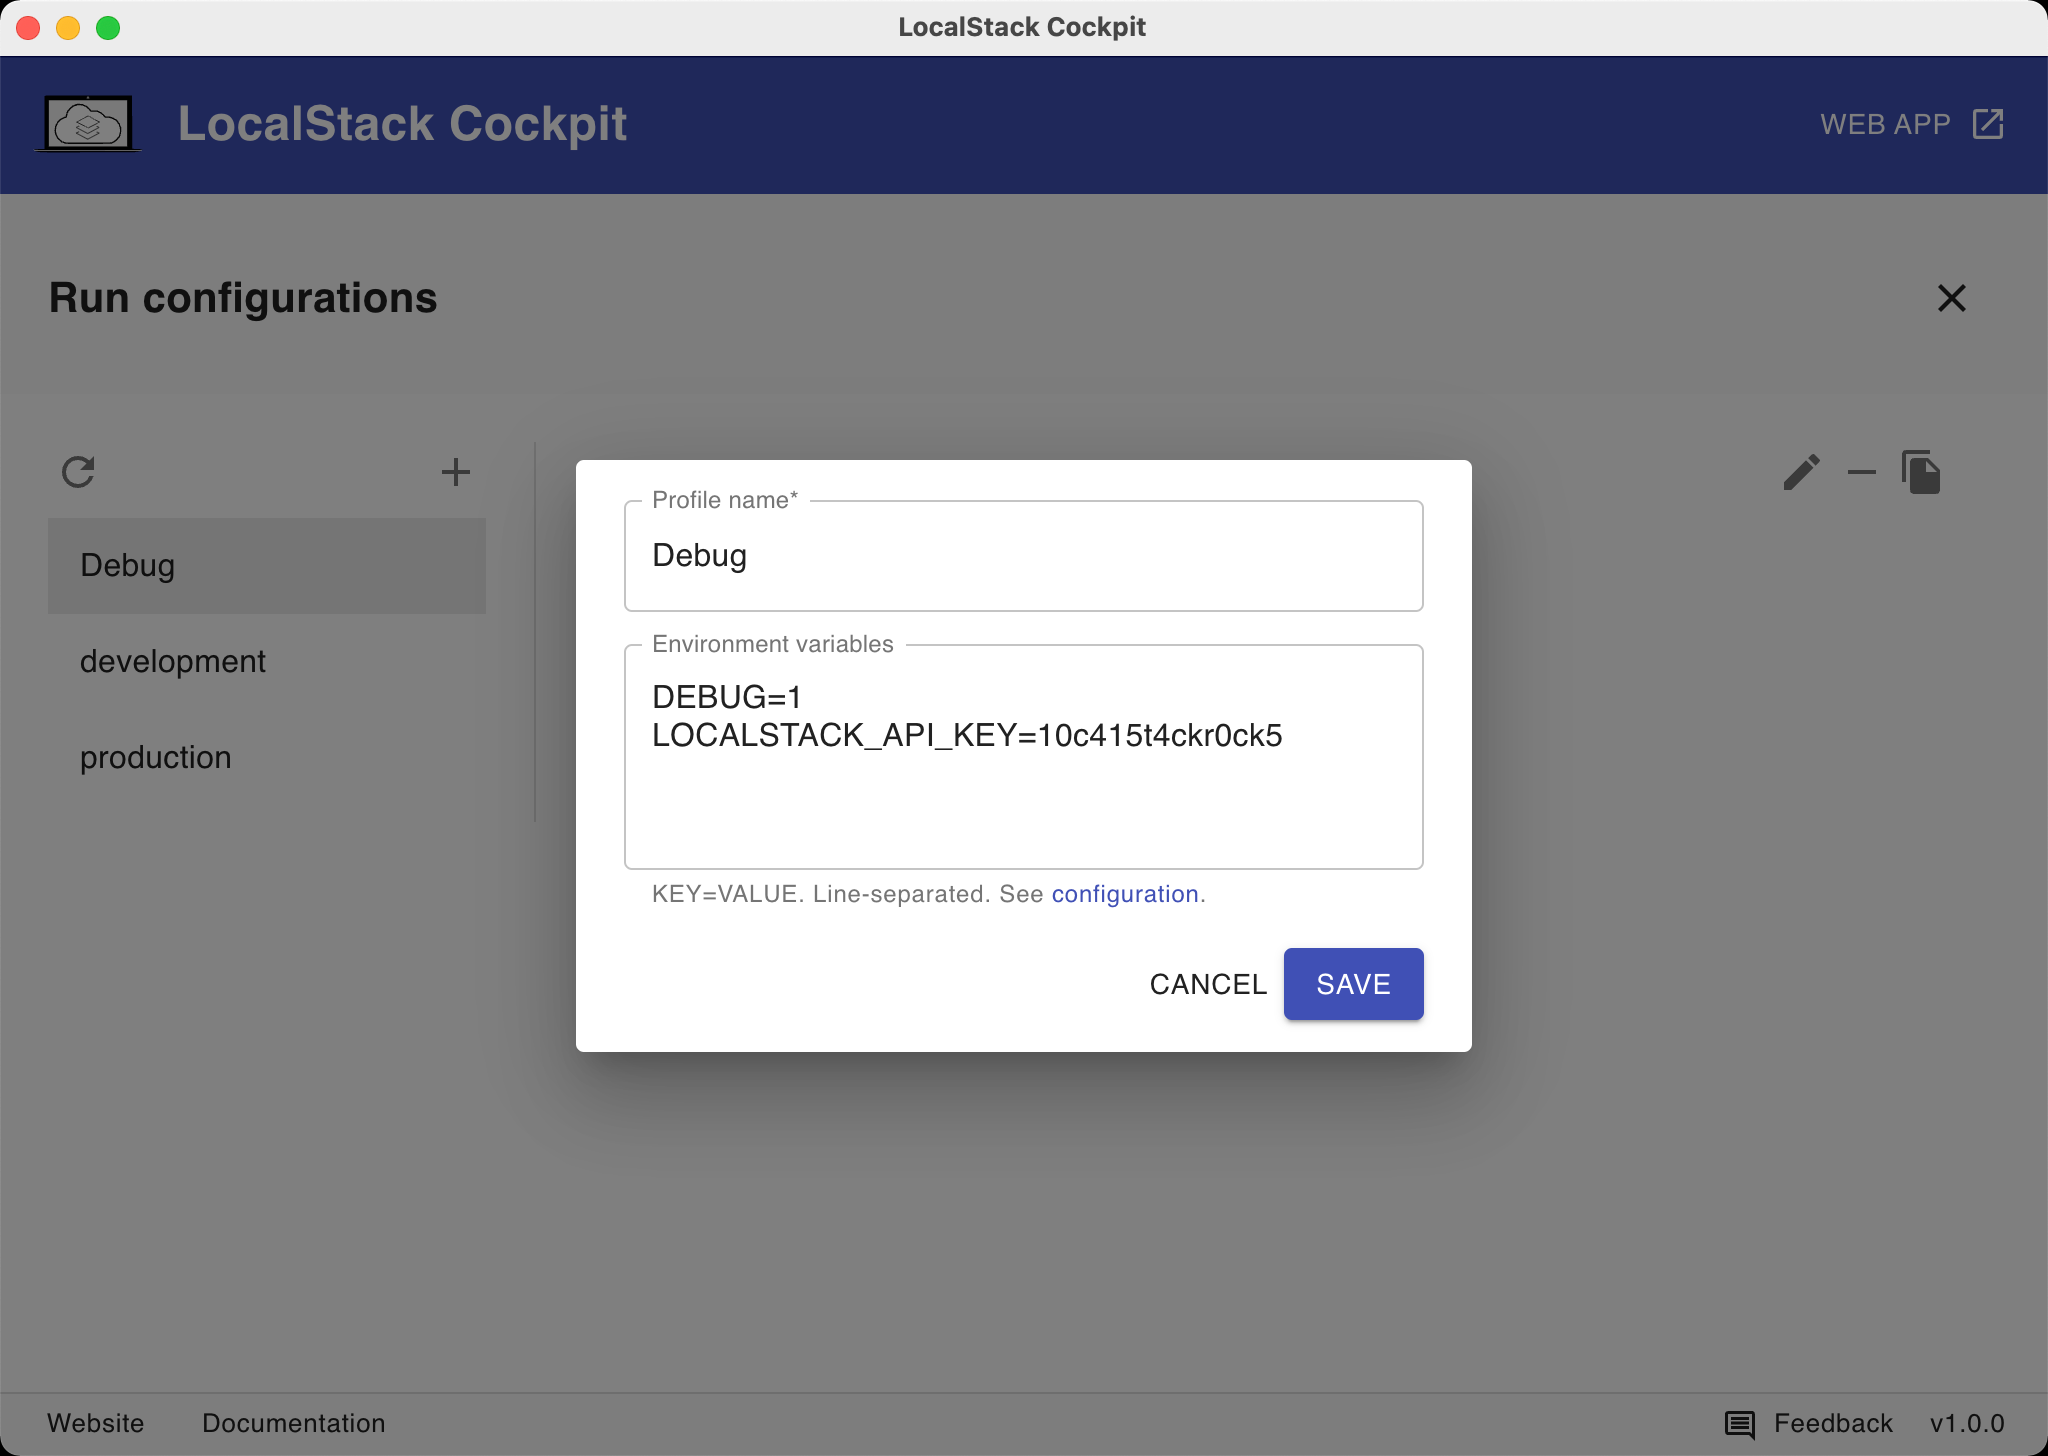 LocalStack Cockpit
LocalStack Cockpit
WEB APP
Run configurations
Debug
development
production
Profile name*
Debug
Environment variables
DEBUG=1
LOCALSTACK_API_KEY=10c415t4ckr0ck5
KEY=VALUE. Line-separated. See configuration.
CANCEL
SAVE
Website
Documentation
Feedback
v1.0.0